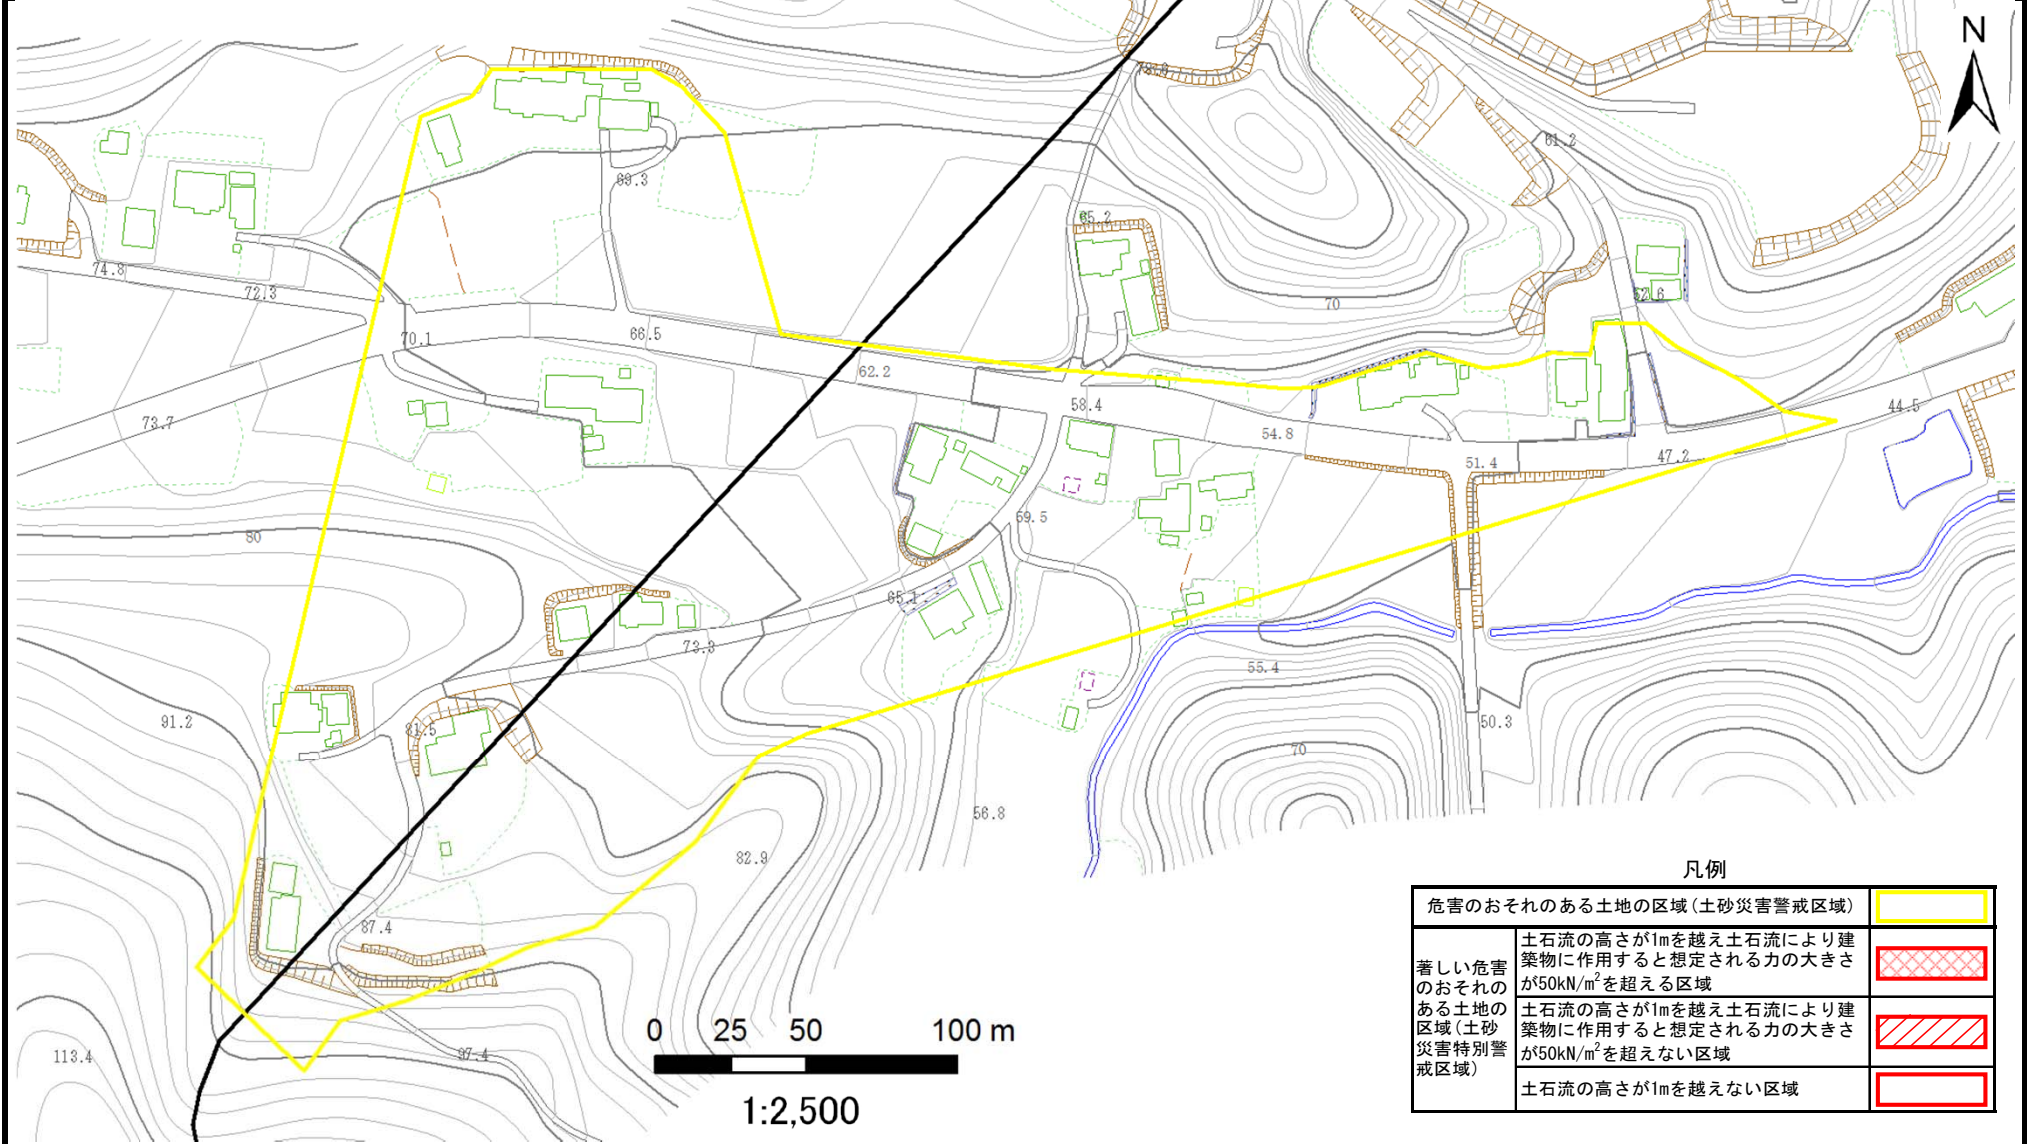 N
73.6
61.2
69.3
65.2
74.8
72.3
52.6
70
70.1
66.5
62.2
58.4
44.5
73.7
54.8
51.4
47.2
80
59.5
65.1
73.3
55.4
91.2
81.5
50.3
70
56.8
82.9
87.4
97.4
113.4
0 25 50 100 m
1:2,500
凡例
危害のおそれのある土地の区域(土砂災害警戒区域)
著しい危害
のおそれの
ある土地の
区域(土砂
災害特別警
戒区域)
土石流の高さが1mを越え土石流により建
築物に作用すると想定される力の大きさ
が50kN/m²を超える区域
土石流の高さが1mを越え土石流により建
築物に作用すると想定される力の大きさ
が50kN/m²を超えない区域
土石流の高さが1mを越えない区域